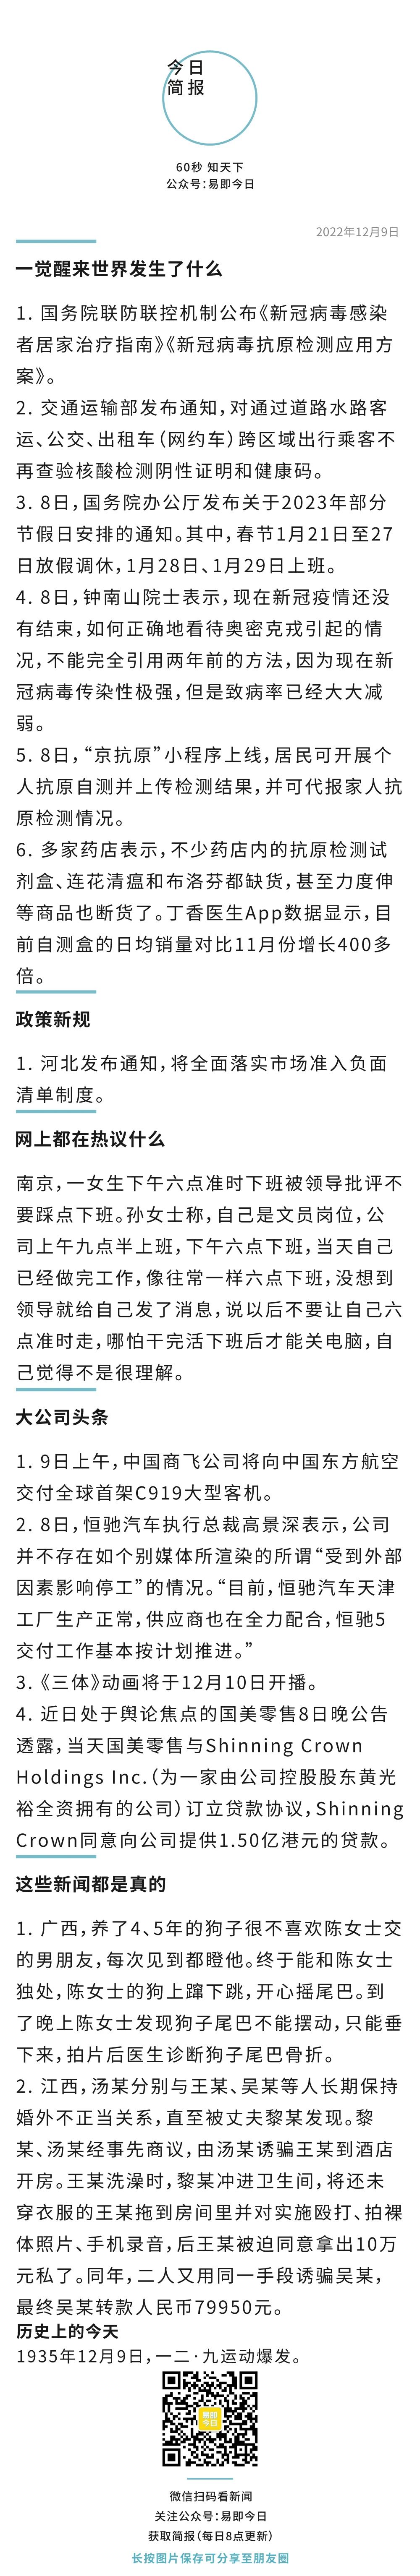 今日
简报
60秒 知天下
公众号：易即今日
2022年12月9日
一觉醒来世界发生了什么
1. 国务院联防联控机制公布《新冠病毒感染
者居家治疗指南》《新冠病毒抗原检测应用方
案》。
2. 交通运输部发布通知，对通过道路水路客
运、公交、出租车（网约车）跨区域出行乘客不
再查验核酸检测阴性证明和健康码。
3. 8日，国务院办公厅发布关于2023年部分
节假日安排的通知。其中，春节1月21日至27
日放假调休，1月28日、1月29日上班。
4. 8日，钟南山院士表示，现在新冠疫情还没
有结束，如何正确地看待奥密克戎引起的情
况，不能完全引用两年前的方法，因为现在新
冠病毒传染性极强，但是致病率已经大大减
弱。
5. 8日，“京抗原”小程序上线，居民可开展个
人抗原自测并上传检测结果，并可代报家人抗
原检测情况。
6. 多家药店表示，不少药店内的抗原检测试
剂盒、连花清瘟和布洛芬都缺货，甚至力度伸
等商品也断货了。丁香医生App数据显示，目
前自测盒的日均销量对比11月份增长400多
倍。
政策新规
1. 河北发布通知，将全面落实市场准入负面
清单制度。
网上都在热议什么
南京，一女生下午六点准时下班被领导批评不
要踩点下班。孙女士称，自己是文员岗位，公
司上午九点半上班，下午六点下班，当天自己
已经做完工作，像往常一样六点下班，没想到
领导就给自己发了消息，说以后不要让自己六
点准时走，哪怕干完活下班后才能关电脑，自
己觉得不是很理解。
大公司头条
1. 9日上午，中国商飞公司将向中国东方航空
交付全球首架C919大型客机。
2. 8日，恒驰汽车执行总裁高景深表示，公司
并不存在如个别媒体所渲染的所谓“受到外部
因素影响停工”的情况。“目前，恒驰汽车天津
工厂生产正常，供应商也在全力配合，恒驰5
交付工作基本按计划推进。”
3.《三体》动画将于12月10日开播。
4. 近日处于舆论焦点的国美零售8日晚公告
透露，当天国美零售与Shinning Crown
Holdings Inc.（为一家由公司控股股东黄光
裕全资拥有的公司）订立贷款协议，Shinning
Crown同意向公司提供1.50亿港元的贷款。
这些新闻都是真的
1. 广西，养了4、5年的狗子很不喜欢陈女士交
的男朋友，每次见到都瞪他。终于能和陈女士
独处，陈女士的狗上蹿下跳，开心摇尾巴。到
了晚上陈女士发现狗子尾巴不能摆动，只能垂
下来，拍片后医生诊断狗子尾巴骨折。
2. 江西，汤某分别与王某、吴某等人长期保持
婚外不正当关系，直至被丈夫黎某发现。黎
某、汤某经事先商议，由汤某诱骗王某到酒店
开房。王某洗澡时，黎某冲进卫生间，将还未
穿衣服的王某拖到房间里并对实施殴打、拍裸
体照片、手机录音，后王某被迫同意拿出10万
元私了。同年，二人又用同一手段诱骗吴某，
最终吴某转款人民币79950元。
历史上的今天
1935年12月9日，一二·九运动爆发。
易即
今日
微信扫码看新闻
关注公众号：易即今日
获取简报（每日8点更新）
长按图片保存可分享至朋友圈